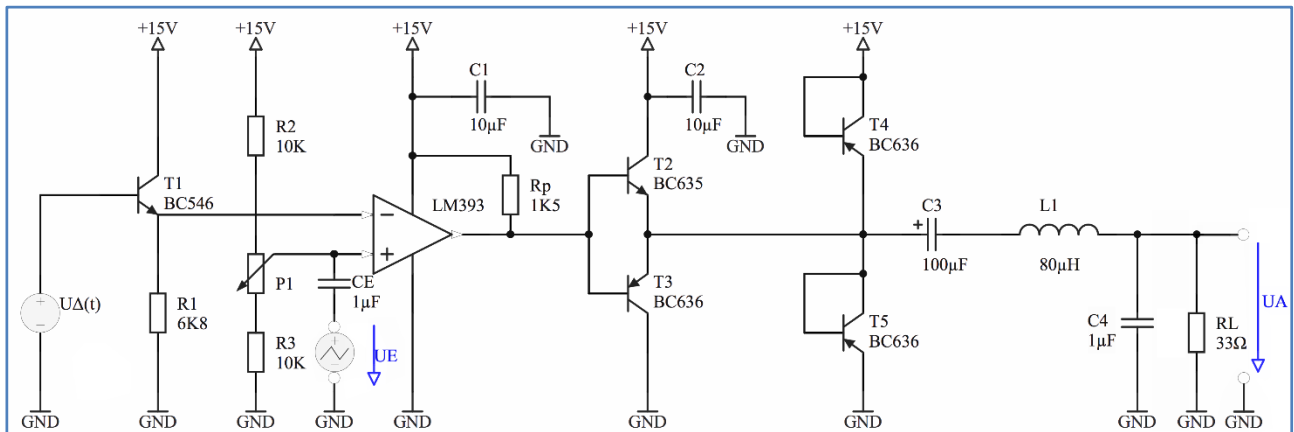 +15V
+15V
+15V
+15V
+15V
C1
10µF
GND
C2
10µF
GND
R2
10K
T1
BC546
Rp
1K5
LM393
T2
BC635
T4
BC636
C3
+
100µF
L1
80µH
UΔ(t)
+
−
R1
6K8
P1
R3
10K
−
+
CE
1µF
+
UE
T3
BC636
T5
BC636
C4
1µF
RL
33Ω
UA
GND
GND
GND
GND
GND
GND
GND
GND
GND
GND